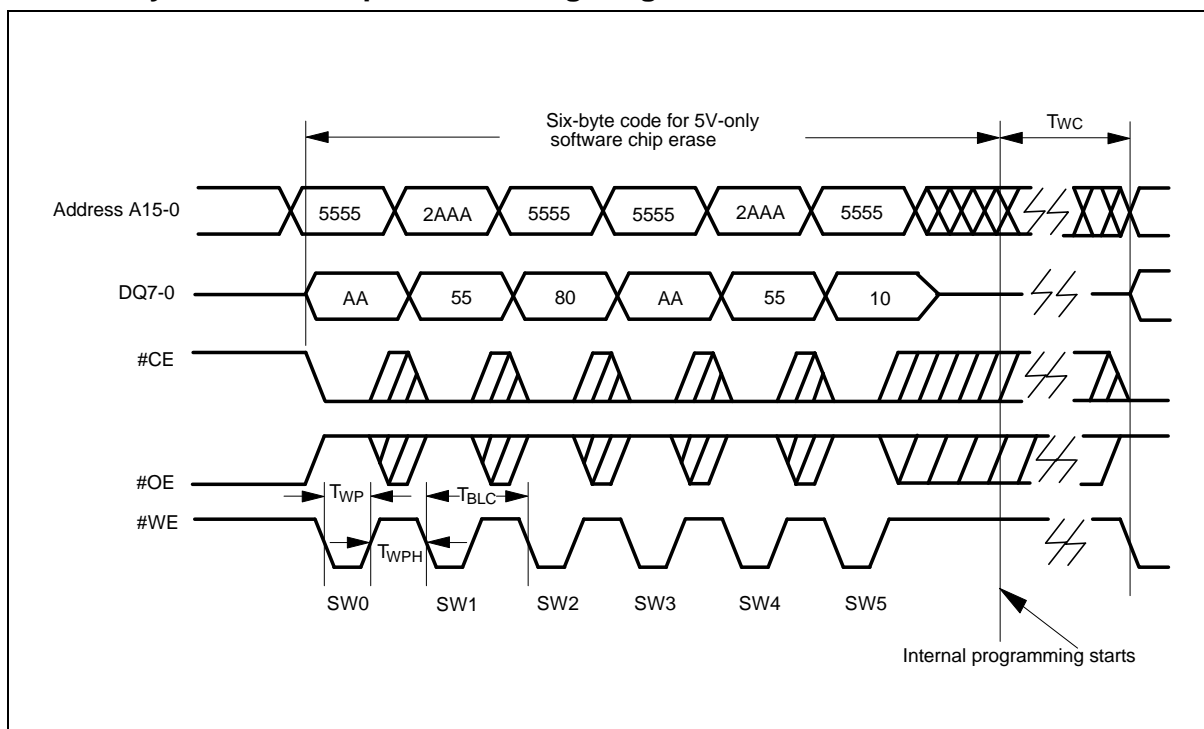 Six-byte code for 5V-only
software chip erase
TWC
Address A15-0
5555
2AAA
5555
5555
2AAA
5555
DQ7-0
AA
55
80
AA
55
10
#CE
#OE
TWP
TBLC
#WE
TWPH
SW0
SW1
SW2
SW3
SW4
SW5
Internal programming starts